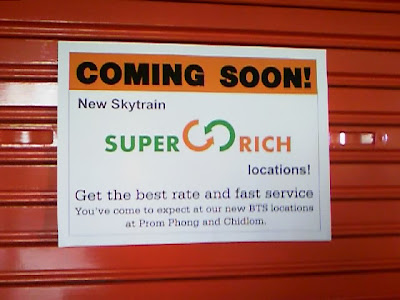 COMING SOON!
New Skytrain
SUPER RICH
locations!
Get the best rate and fast service
You've come to expect at our new BTS locations
at Prom Phong and Chidlom.